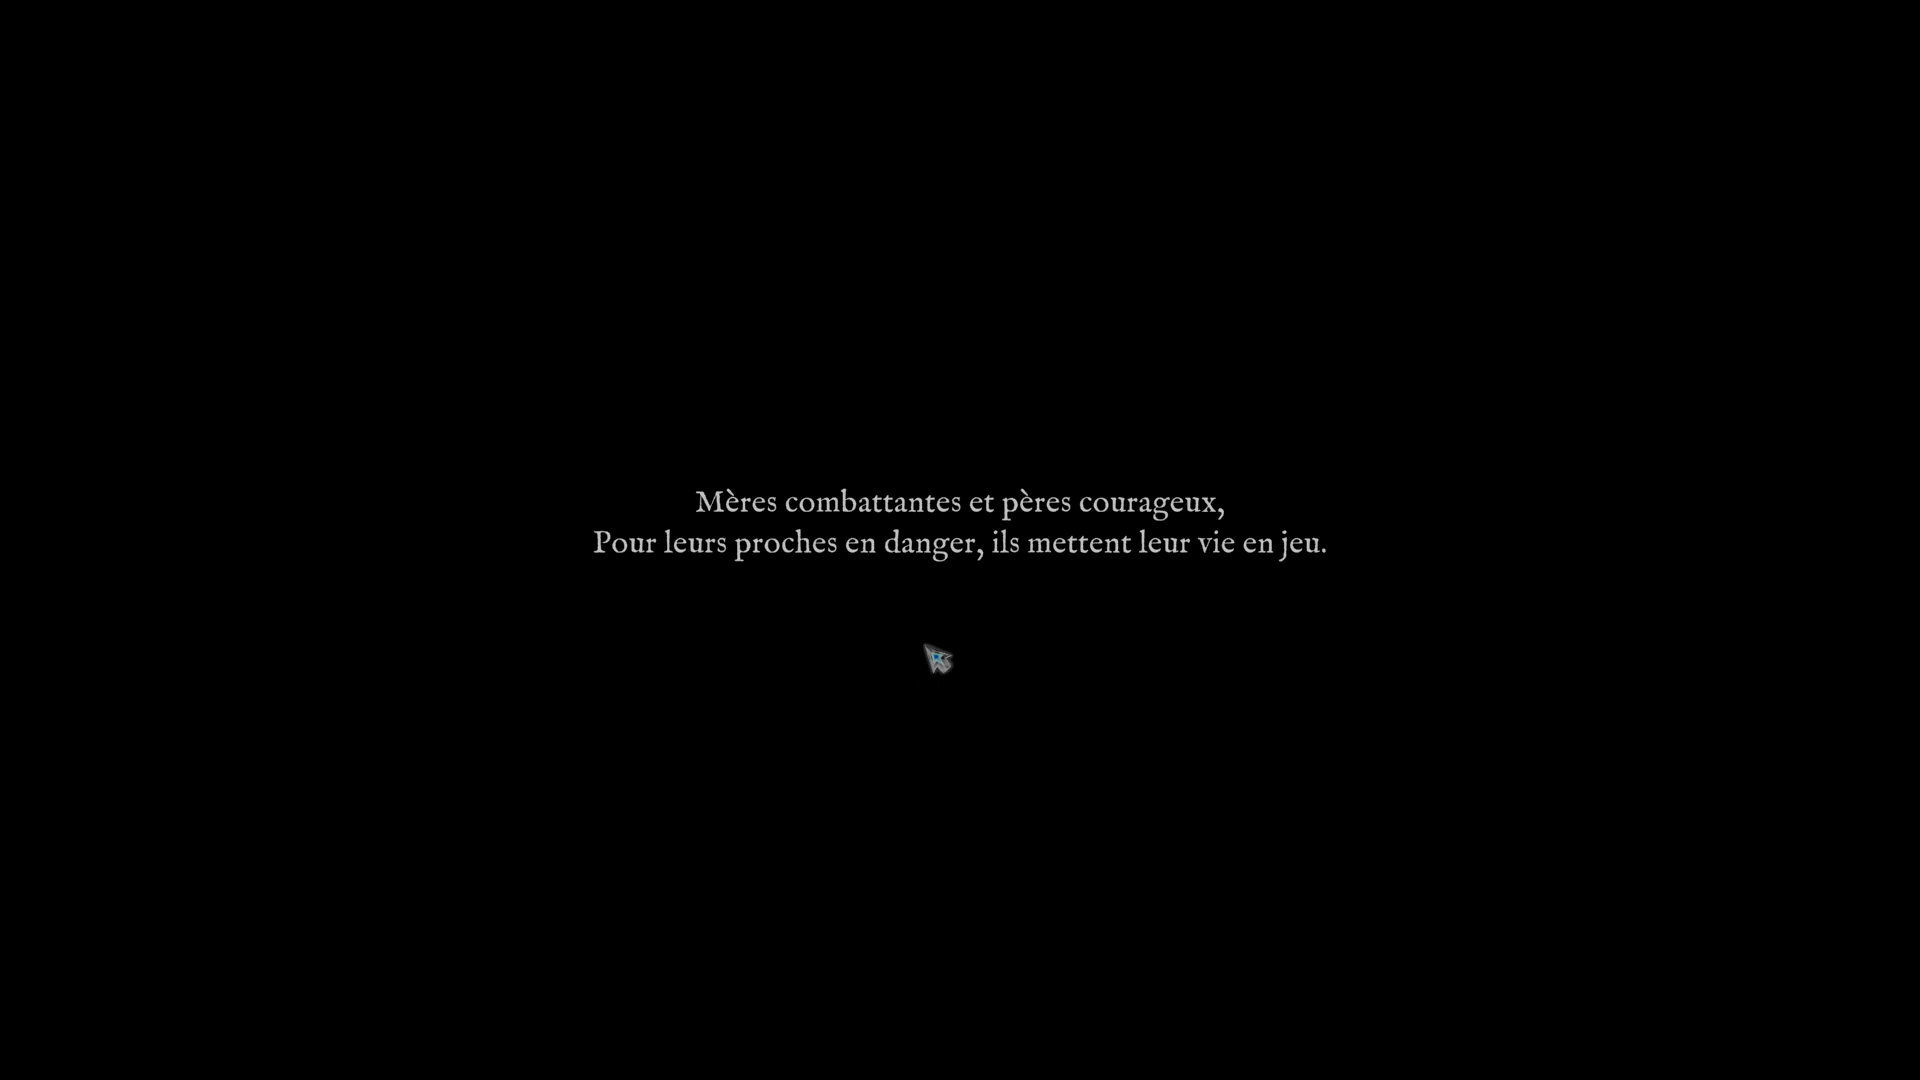 Mères combattantes et pères courageux,
Pour leurs proches en danger, ils mettent leur vie en jeu.